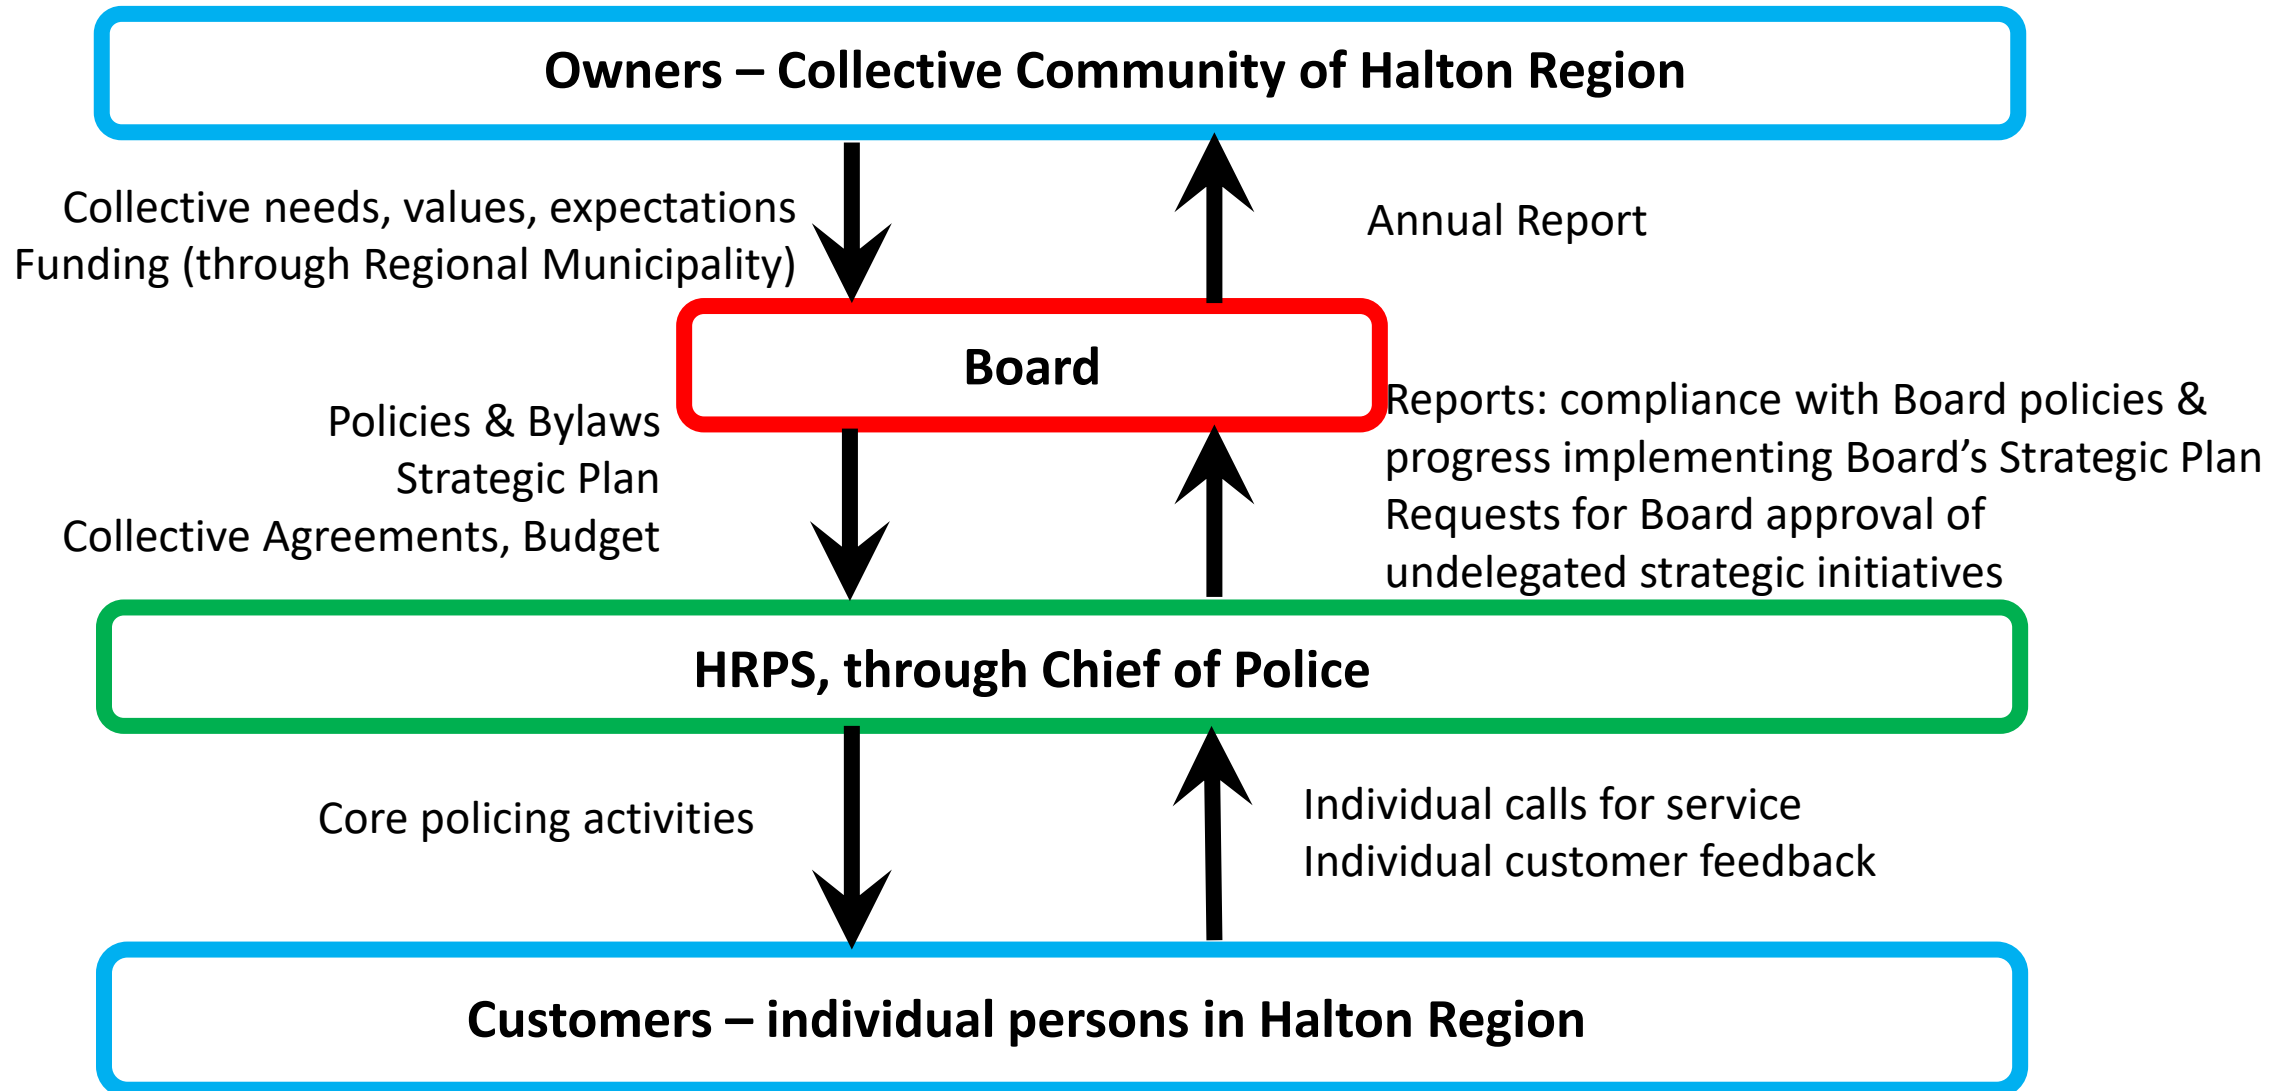 Owners – Collective Community of Halton Region
Collective needs, values, expectations
Funding (through Regional Municipality)
Annual Report
Board
Policies & Bylaws
Strategic Plan
Collective Agreements, Budget
Reports: compliance with Board policies &
progress implementing Board’s Strategic Plan
Requests for Board approval of
undelegated strategic initiatives
HRPS, through Chief of Police
Core policing activities
Individual calls for service
Individual customer feedback
Customers – individual persons in Halton Region